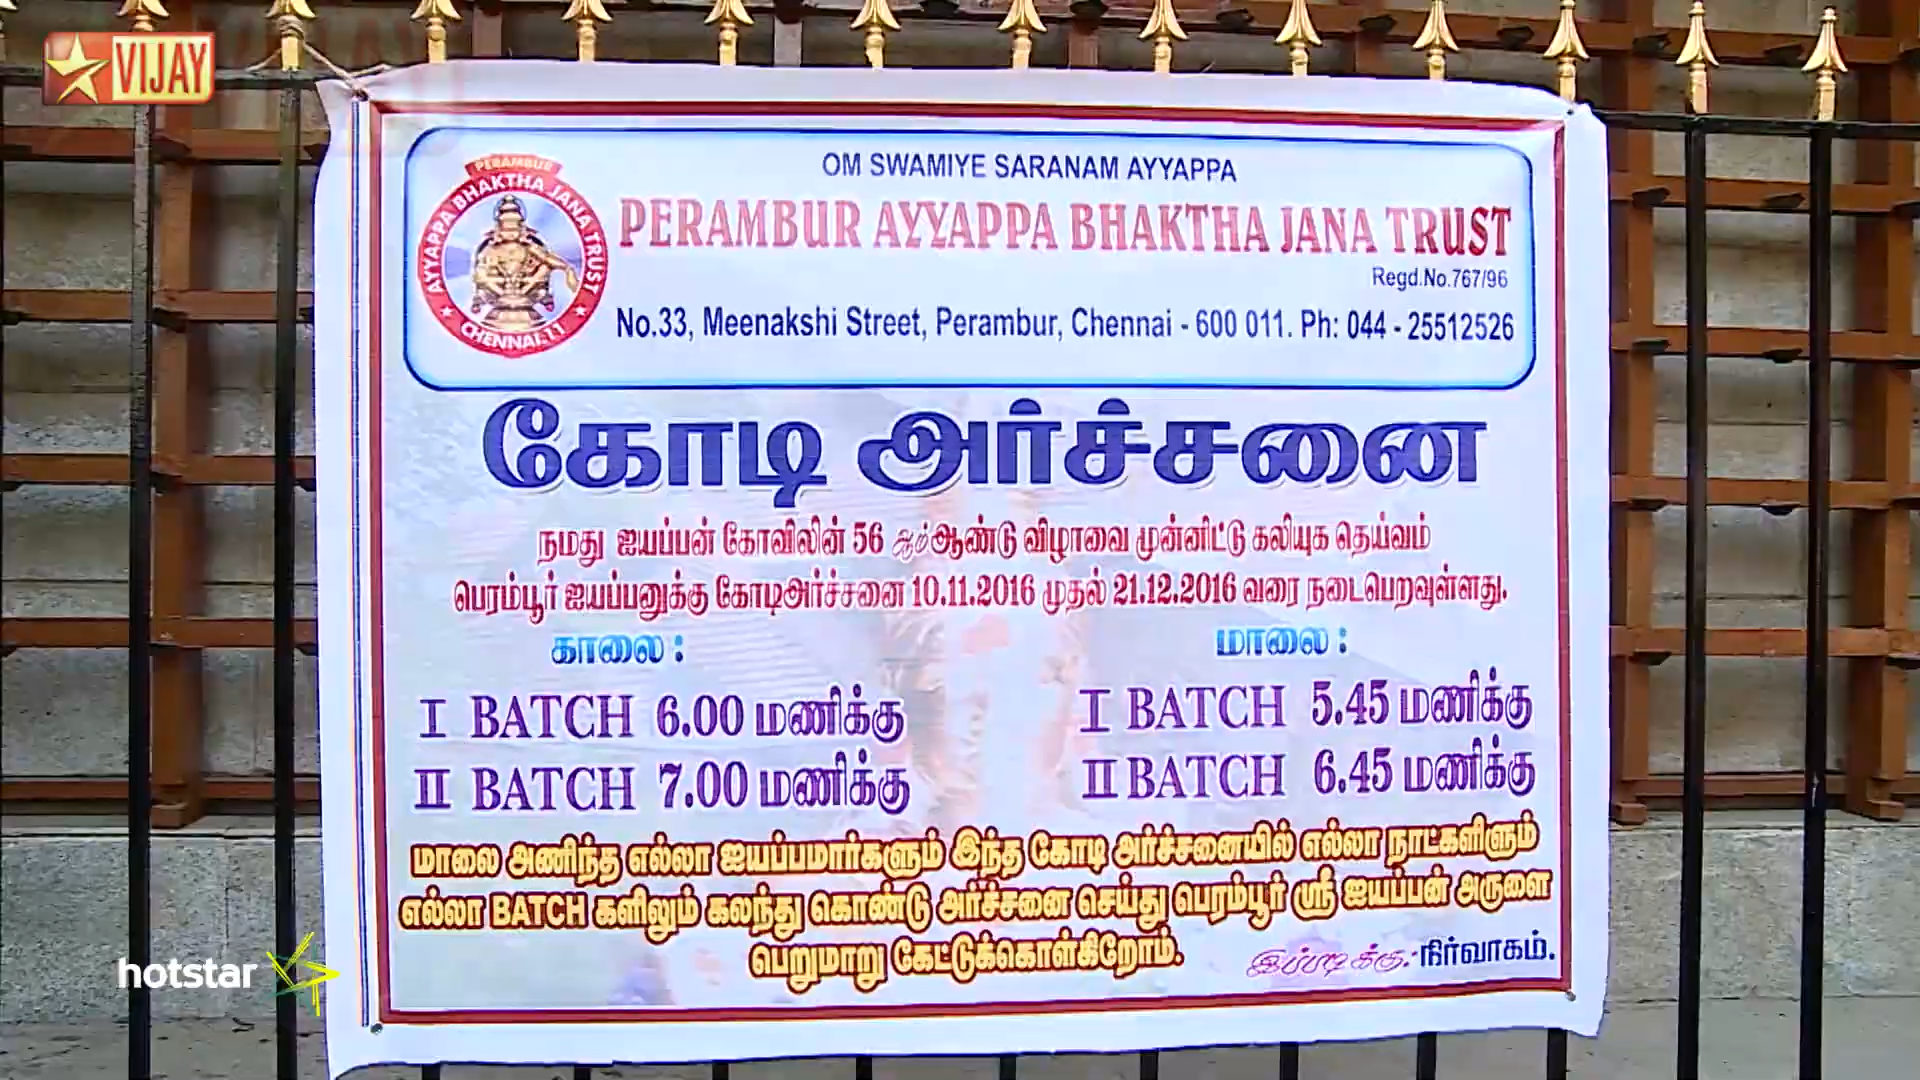 VIJAY
OM SWAMIYE SARANAM AYYAPPA
PERAMBUR
AYYAPPA BHAKTHA JANA TRUST
CHENNAI.11
PERAMBUR AYYAPPA BHAKTHA JANA TRUST
Regd.No.767/96
No.33, Meenakshi Street, Perambur, Chennai - 600 011. Ph: 044 - 25512526
கோடி அர்ச்சனை
நமது ஐயப்பன் கோவிலின் 56 ஆம் ஆண்டு விழாவை முன்னிட்டு கலியுக தெய்வம்
பெரம்பூர் ஐயப்பனுக்கு கோடிஅர்ச்சனை 10.11.2016 முதல் 21.12.2016 வரை நடைபெறவுள்ளது.
காலை : மாலை :
I BATCH 6.00 மணிக்கு I BATCH 5.45 மணிக்கு
II BATCH 7.00 மணிக்கு II BATCH 6.45 மணிக்கு
மாலை அணிந்த எல்லா ஐயப்பமார்களும் இந்த கோடி அர்ச்சனையில் எல்லா நாட்களிளும்
எல்லா BATCH களிலும் கலந்து கொண்டு அர்ச்சனை செய்து பெரம்பூர் ஸ்ரீ ஐயப்பன் அருளை
பெறுமாறு கேட்டுக்கொள்கிறோம்.
இப்படிக்கு.- நிர்வாகம்.
hotstar